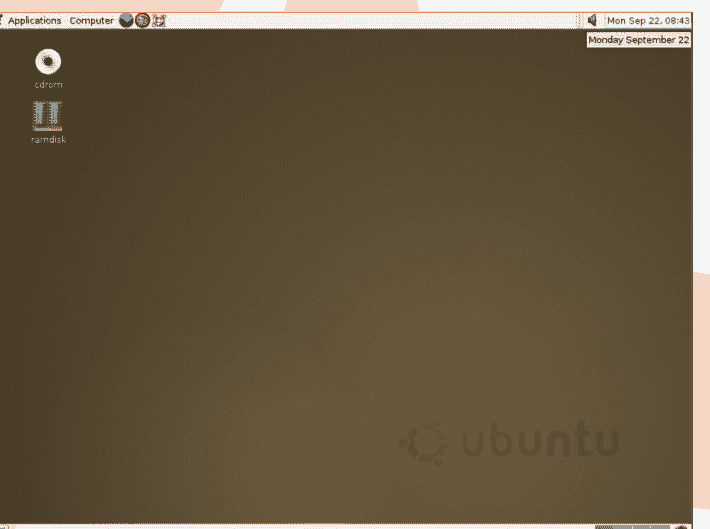 Applications Computer Mon Sep 22, 08:43
Monday September 22
cdrom
ramdisk
ubuntu